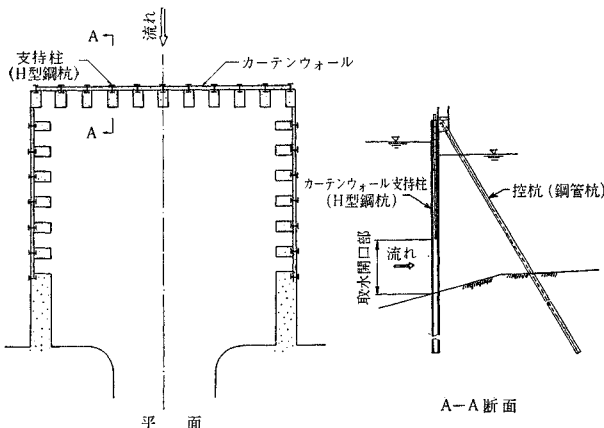 A
流れ
支持柱
(H型鋼杭)
カーテンウォール
A
平 面
カーテンウォール支持柱
(H型鋼杭)
控杭(鋼管杭)
取水開口部
流れ
A-A断面